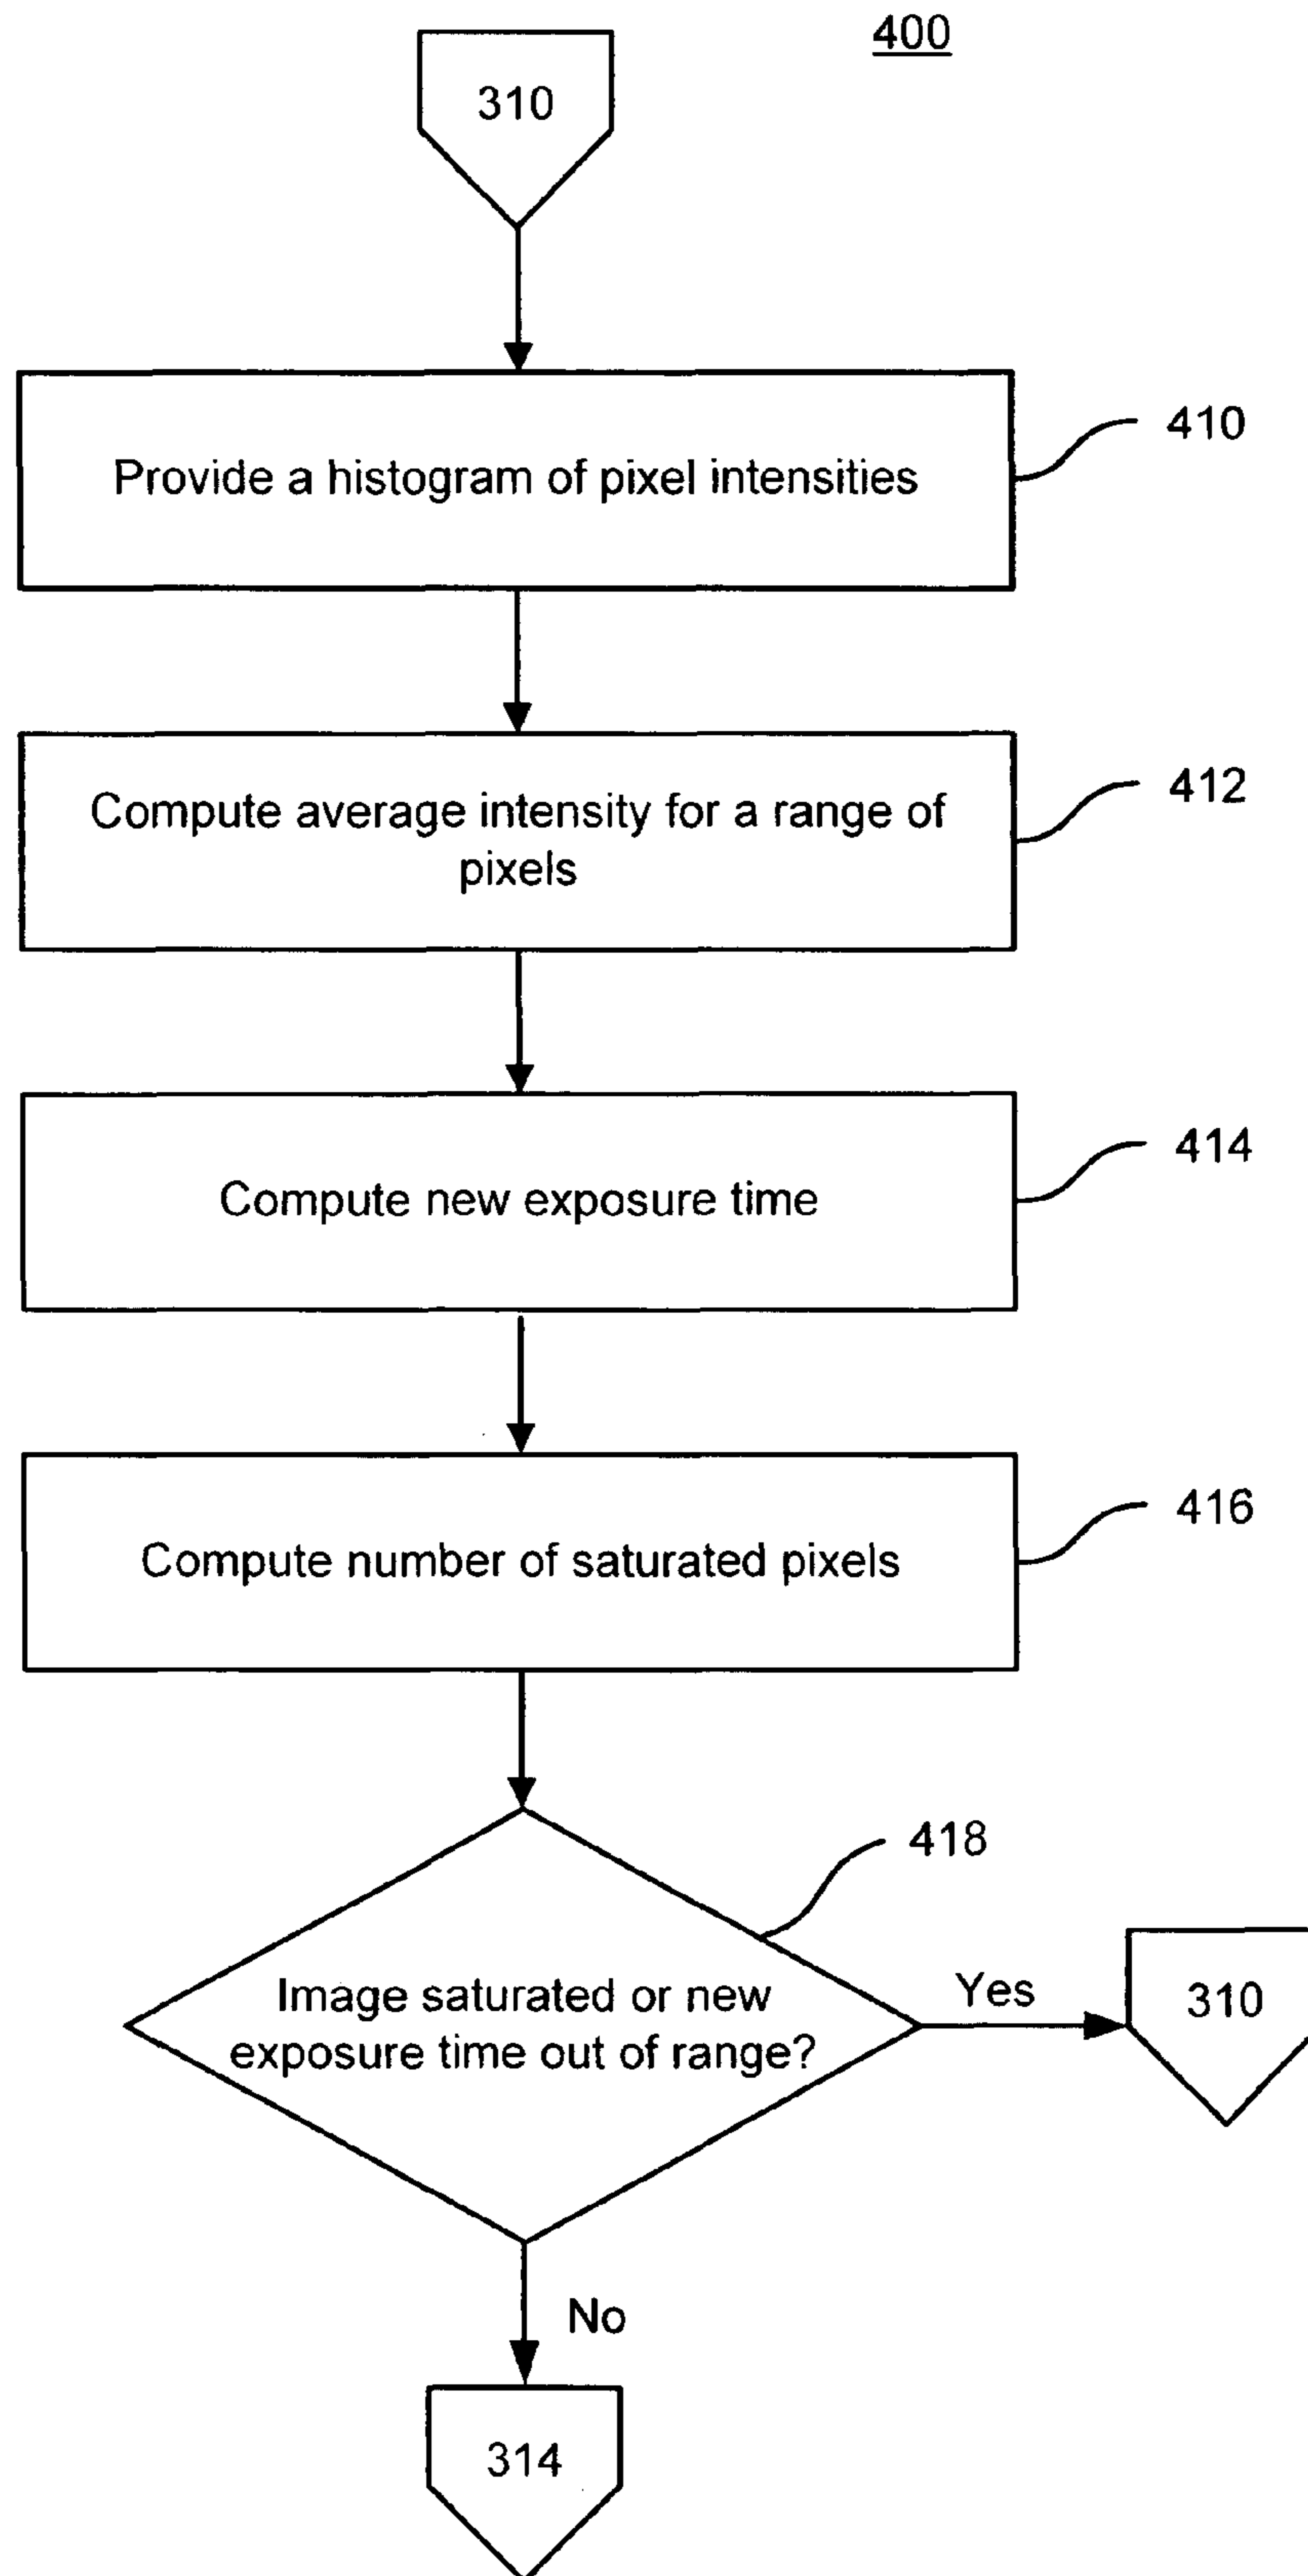 400
310
Provide a histogram of pixel intensities
410
Compute average intensity for a range of
pixels
412
Compute new exposure time
414
Compute number of saturated pixels
416
418
Image saturated or new
exposure time out of range?
Yes
310
No
314